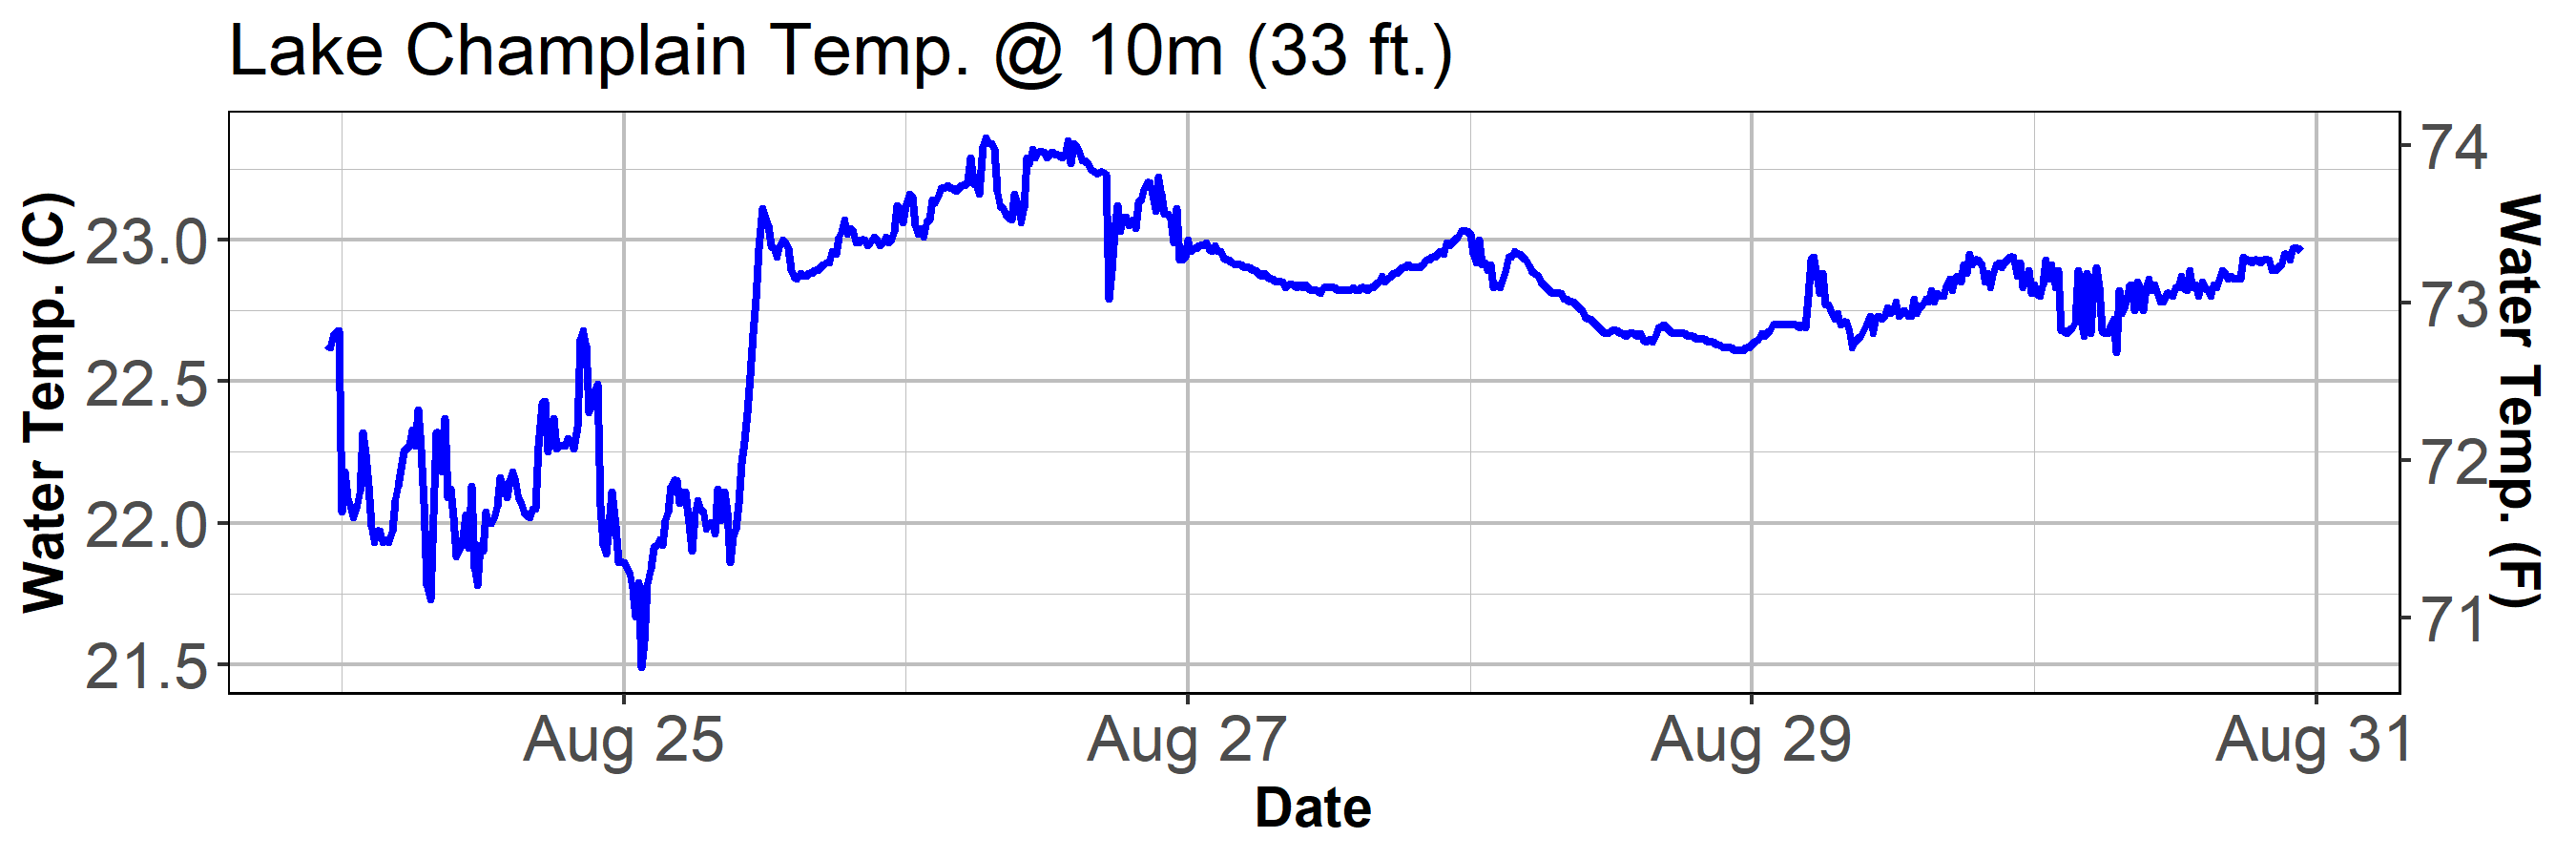 Lake Champlain Temp. @ 10m (33 ft.)
Water Temp. (C)
23.0
22.5
22.0
21.5
74
73
72
71
Water Temp. (F)
Aug 25
Aug 27
Aug 29
Aug 31
Date